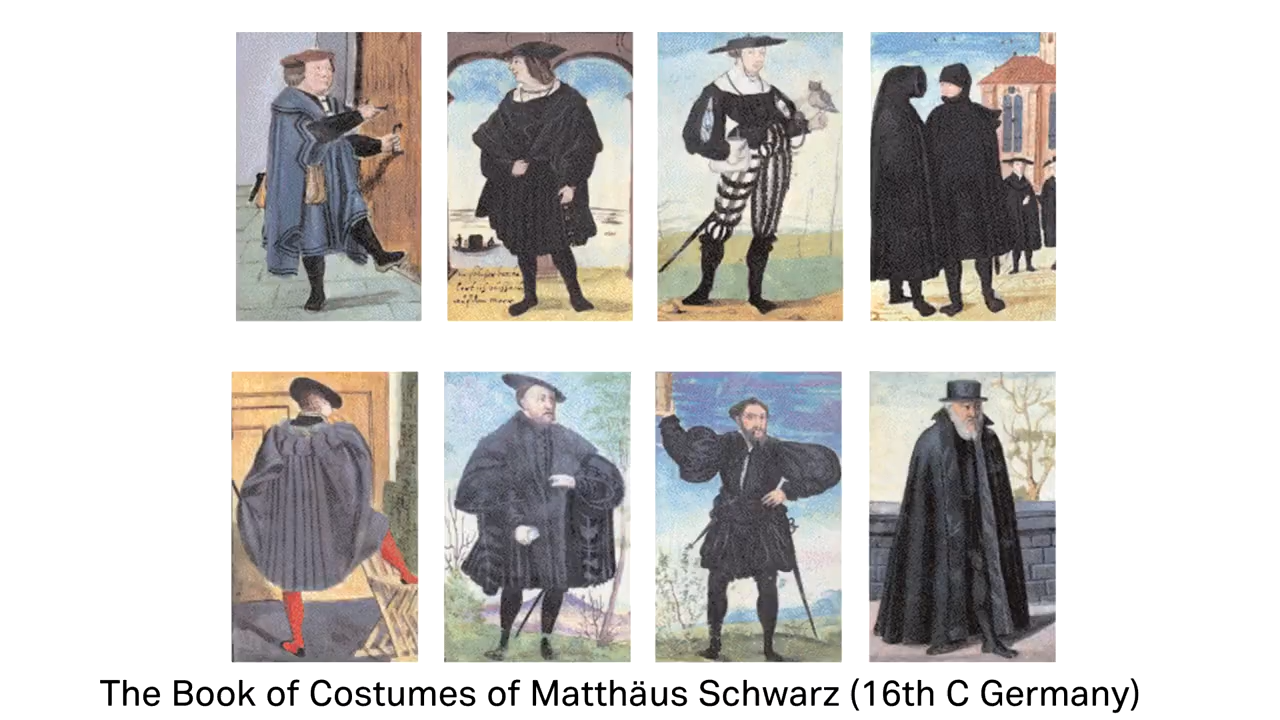 The Book of Costumes of Matthäus Schwarz (16th C Germany)